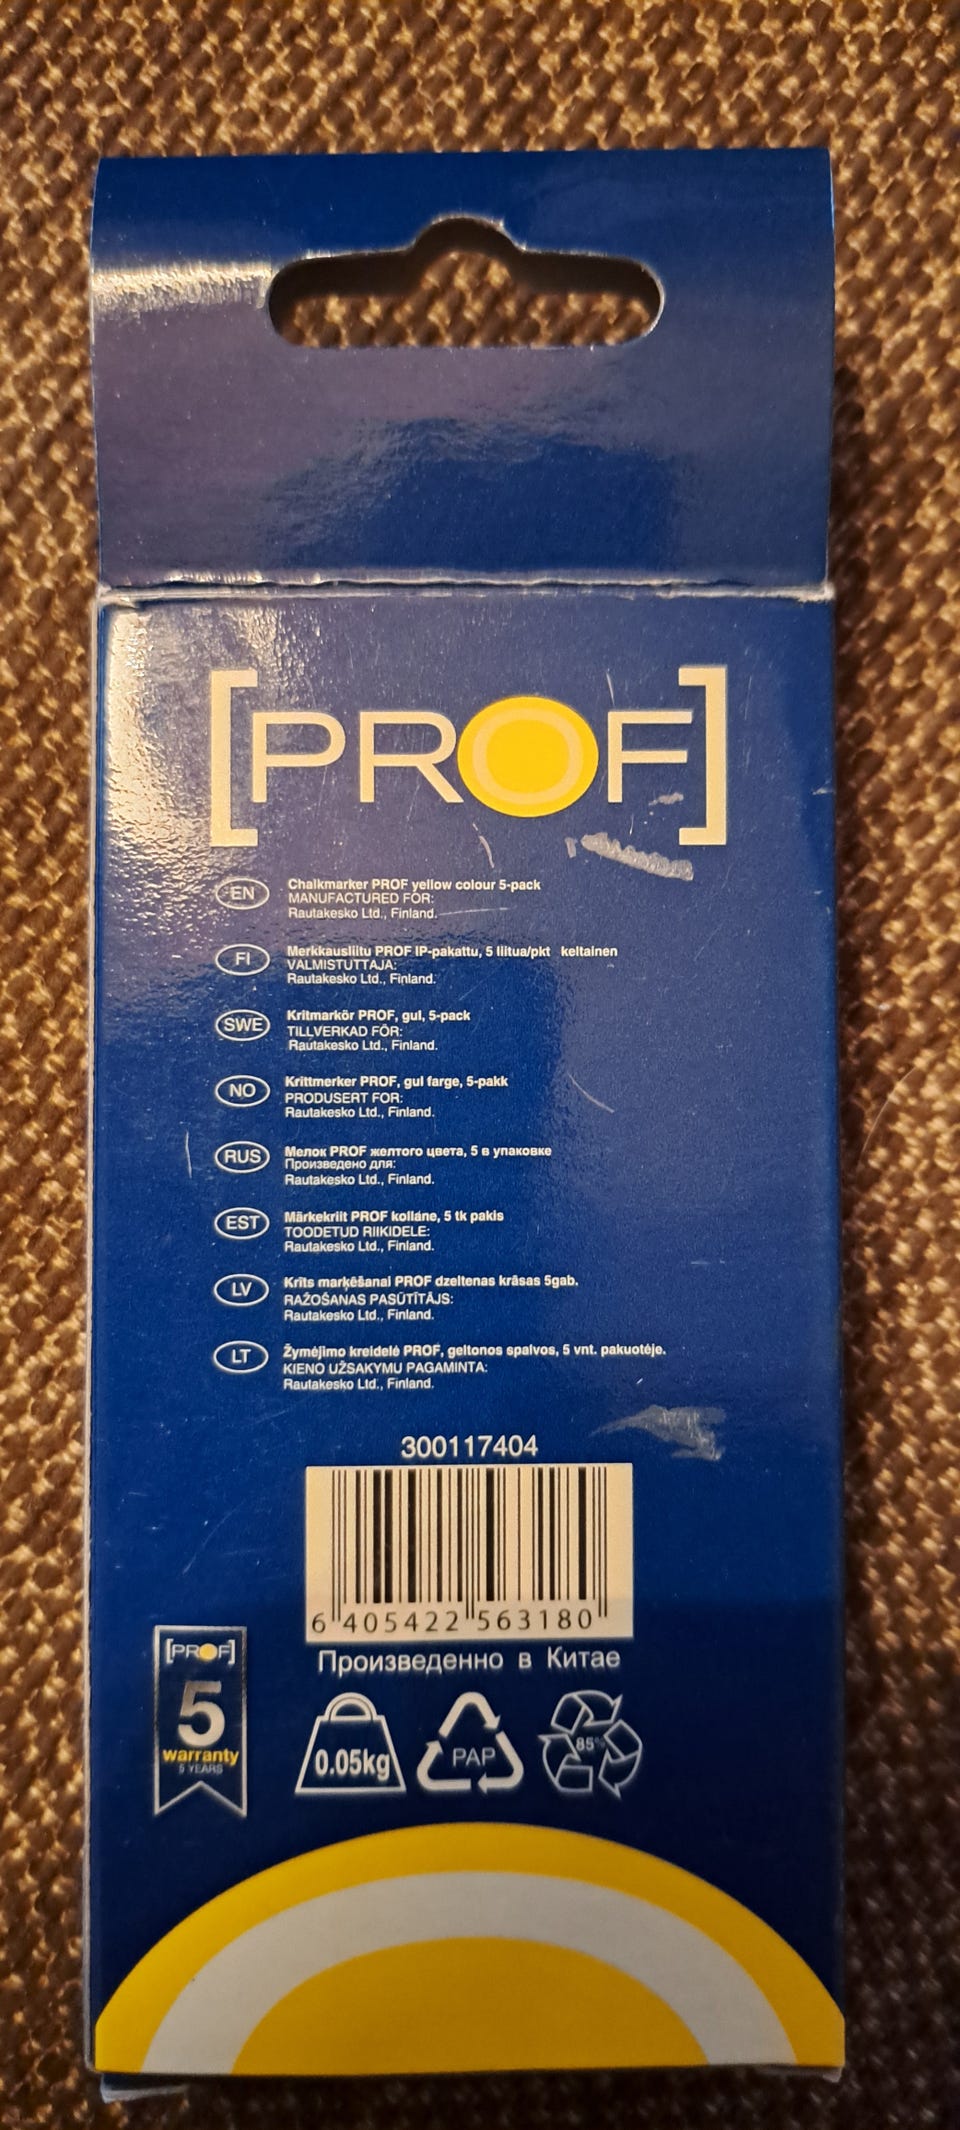 [PROF]
EN
Chalkmarker PROF yellow colour 5-pack
MANUFACTURED FOR:
Rautakesko Ltd., Finland.
FI
Merkkausliitu PROF IP-pakattu, 5 liitua/pkt keltainen
VALMISTUTTAJA:
Rautakesko Ltd., Finland.
SWE
Kritmarkör PROF, gul, 5-pack
TILLVERKAD FÖR:
Rautakesko Ltd., Finland.
NO
Krittmerker PROF, gul farge, 5-pakk
PRODUSERT FOR:
Rautakesko Ltd., Finland.
RUS
Мелок PROF желтого цвета, 5 в упаковке
Произведено для:
Rautakesko Ltd., Finland.
EST
Märkekriit PROF kollane, 5 tk pakis
TOODETUD RIIKIDELE:
Rautakesko Ltd., Finland.
LV
Krīts marķēšanai PROF dzeltenas krāsas 5gab.
RAŽOŠANAS PASŪTĪTĀJS:
Rautakesko Ltd., Finland.
LT
Žymėjimo kreidelė PROF, geltonos spalvos, 5 vnt. pakuotėje.
KIENO UŽSAKYMU PAGAMINTA:
Rautakesko Ltd., Finland.
300117404
6 405422 563180
Произведенно в Китае
[PROF]
5
warranty
5 YEARS
0.05kg
PAP
85%